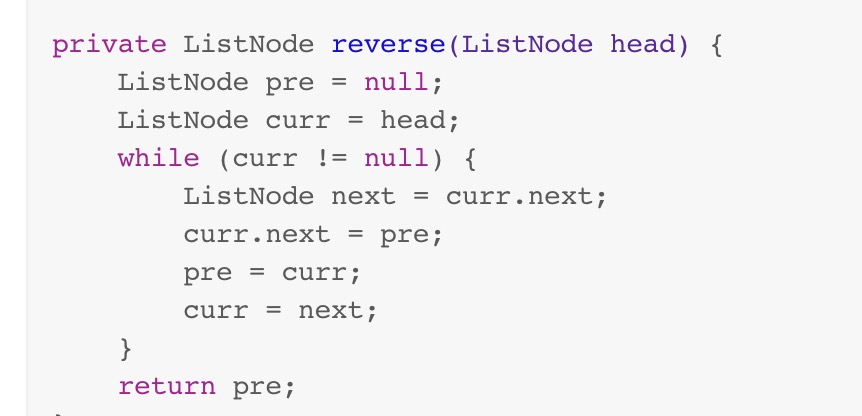 private ListNode reverse(ListNode head) {
    ListNode pre = null;
    ListNode curr = head;
    while (curr != null) {
        ListNode next = curr.next;
        curr.next = pre;
        pre = curr;
        curr = next;
    }
    return pre;